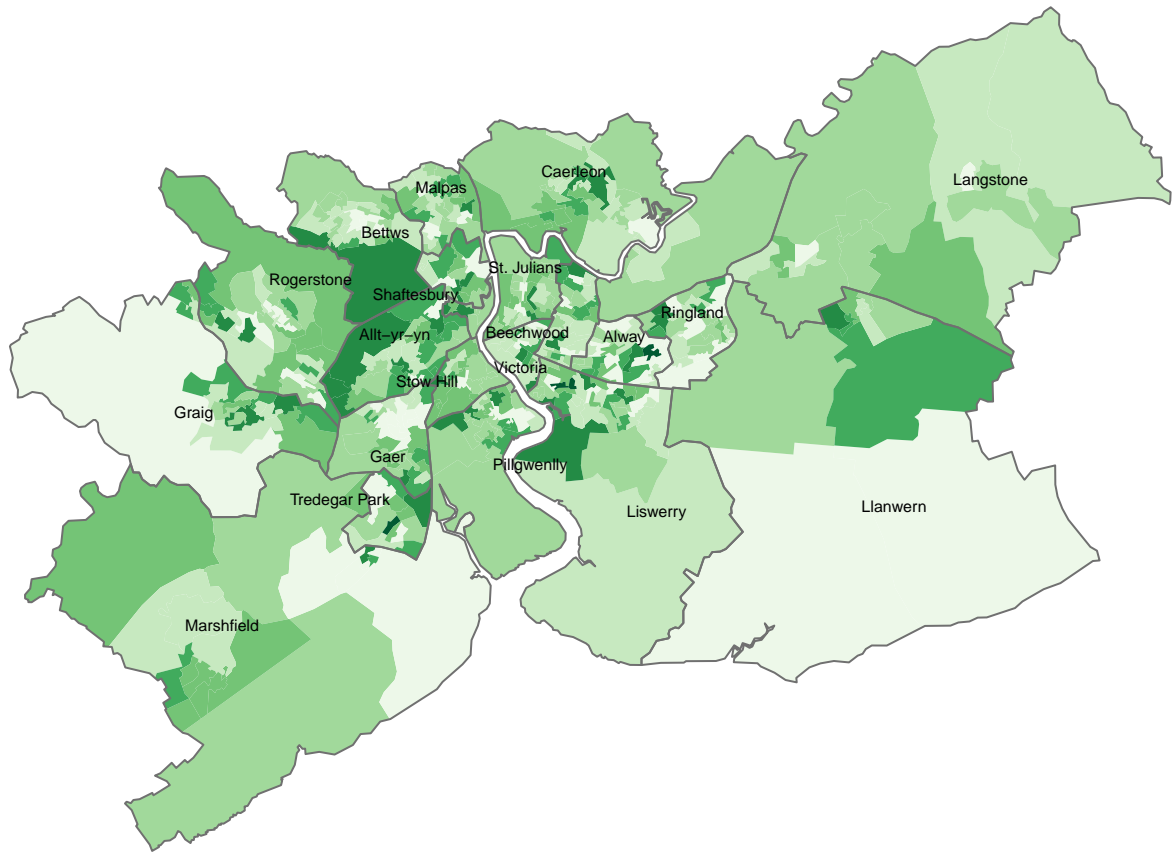 Caerleon
Langstone
Malpas
Bettws
St. Julians
Rogerstone
Shaftesbury
Ringland
Allt−yr−yn
Beechwood
Alway
Victoria
Stow Hill
Graig
Gaer
Pillgwenlly
Tredegar Park
Liswerry
Llanwern
Marshfield